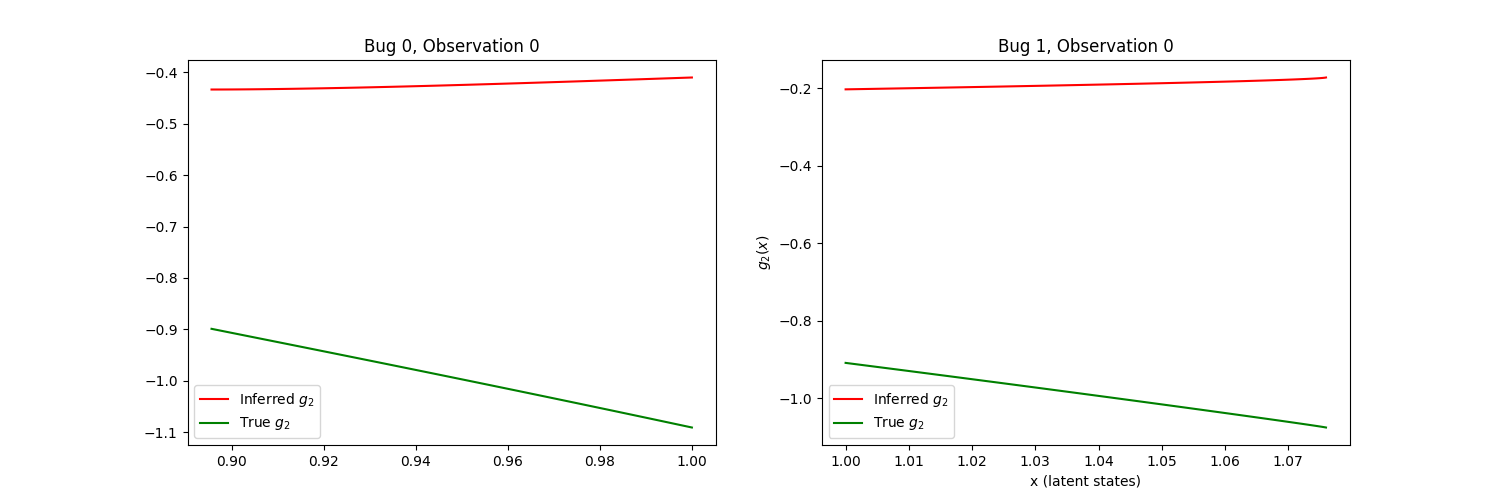 Bug 0, Observation 0
−0.4
−0.5
−0.6
−0.7
−0.8
−0.9
−1.0
−1.1
Inferred g₂
True g₂
0.90 0.92 0.94 0.96 0.98 1.00
Bug 1, Observation 0
g₂(x)
−0.2
−0.4
−0.6
−0.8
−1.0
Inferred g₂
True g₂
1.00 1.01 1.02 1.03 1.04 1.05 1.06 1.07
x (latent states)